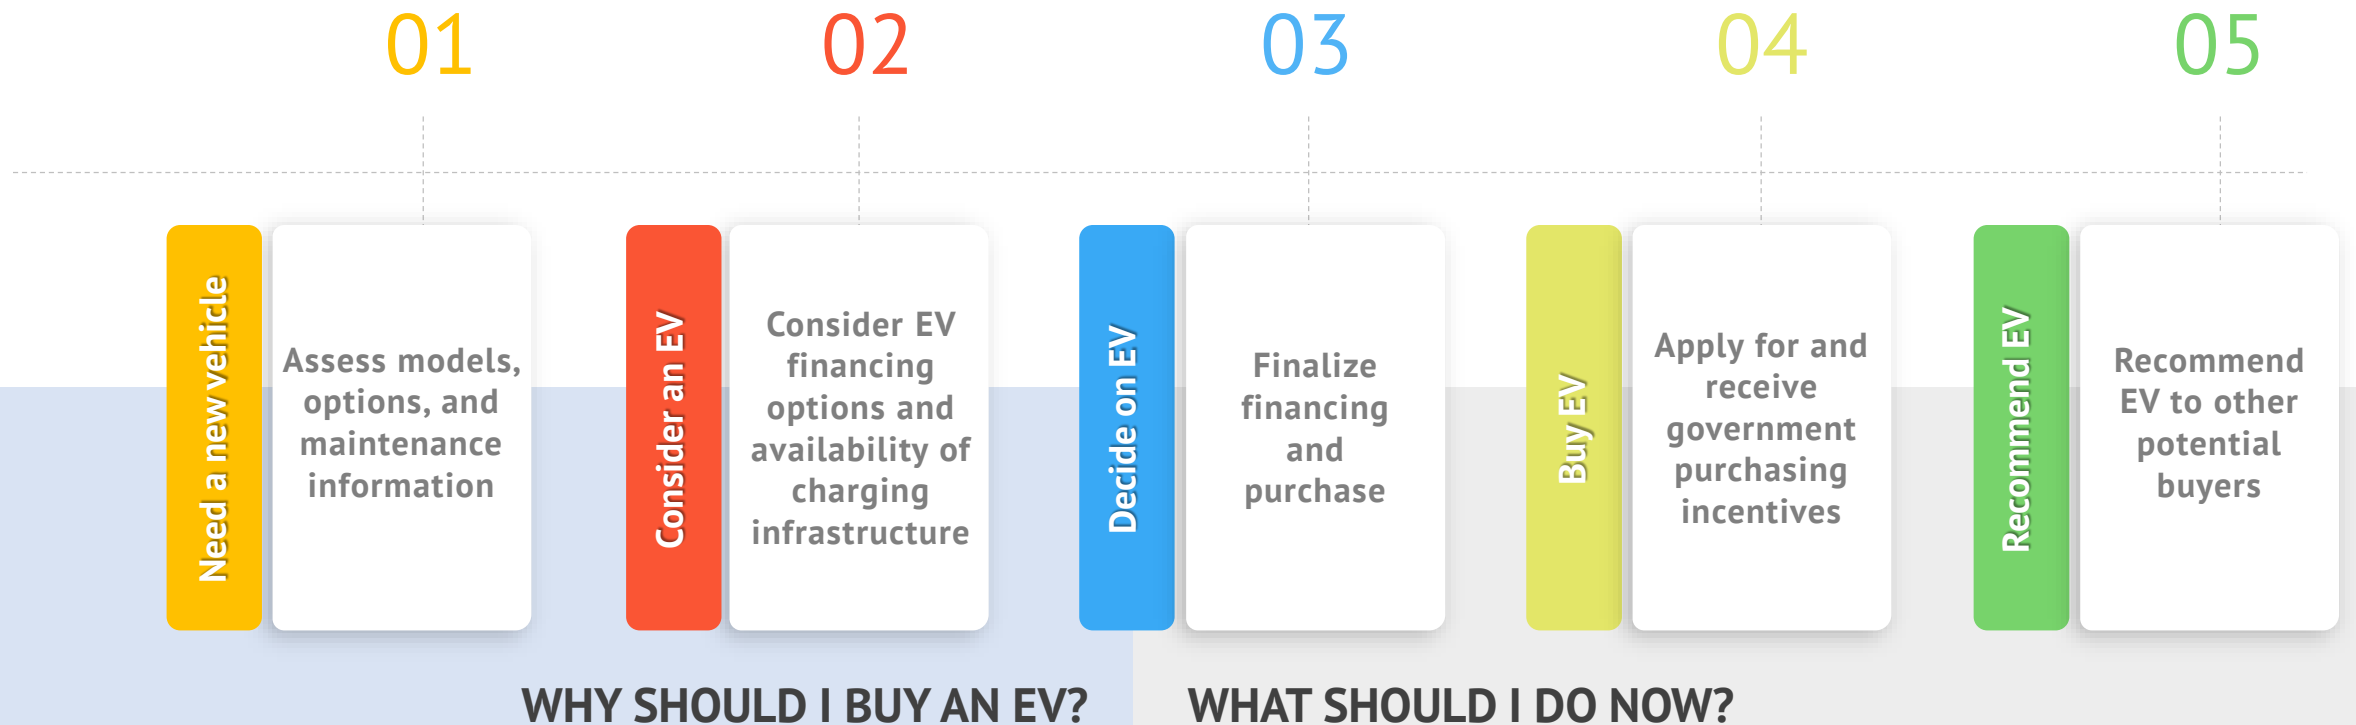 01
02
03
04
05
Need a new vehicle
Assess models,
options, and
maintenance
information
Consider an EV
Consider EV
financing
options and
availability of
charging
infrastructure
Decide on EV
Finalize
financing
and
purchase
Buy EV
Apply for and
receive
government
purchasing
incentives
Recommend EV
Recommend
EV to other
potential
buyers
WHY SHOULD I BUY AN EV?
WHAT SHOULD I DO NOW?